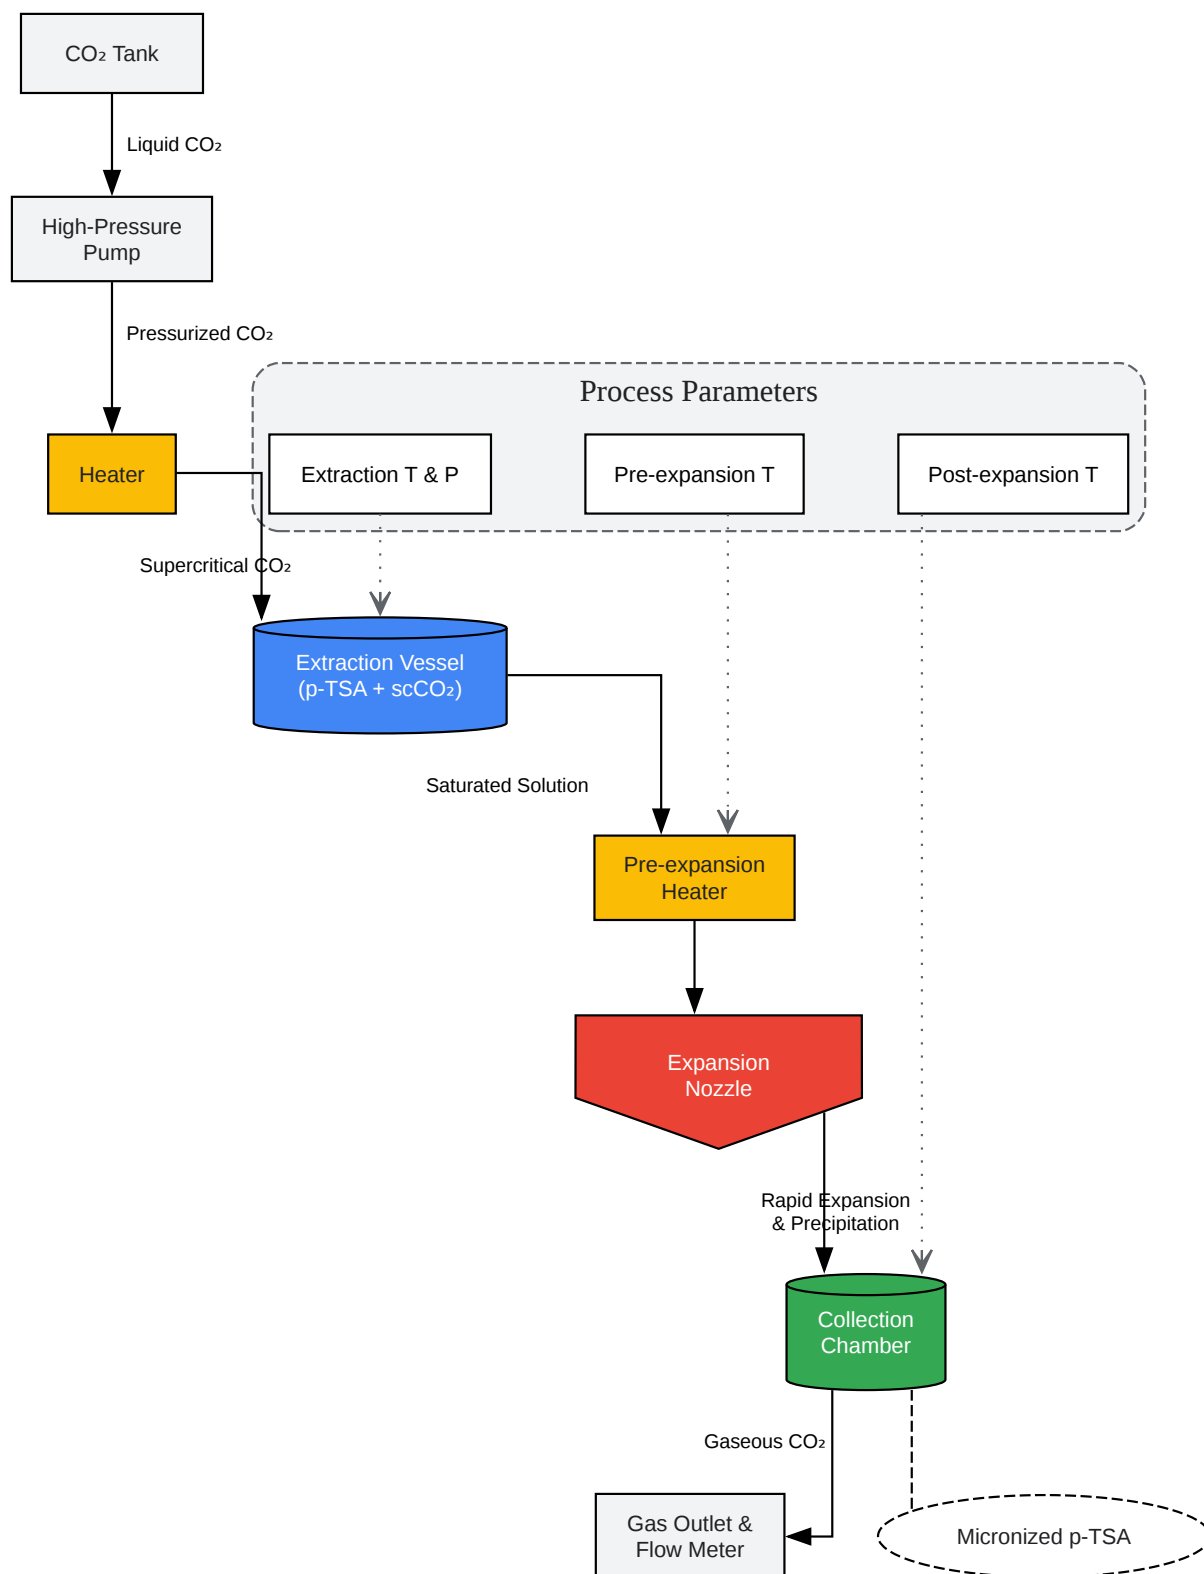 CO₂ Tank
Liquid CO₂
High-Pressure
Pump
Pressurized CO₂
Process Parameters
Heater
Extraction T & P
Pre-expansion T
Post-expansion T
Supercritical CO₂
Extraction Vessel
(p-TSA + scCO₂)
Saturated Solution
Pre-expansion
Heater
Expansion
Nozzle
Rapid Expansion
& Precipitation
Collection
Chamber
Gaseous CO₂
Gas Outlet &
Flow Meter
Micronized p-TSA